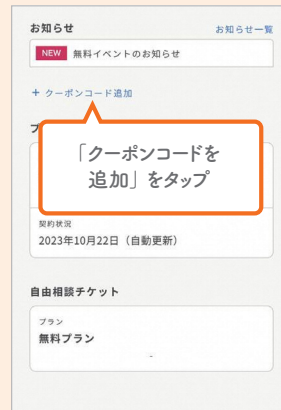 お知らせ
お知らせ一覧
NEW 無料イベントのお知らせ
+ クーポンコード追加
「クーポンコードを
追加」をタップ
契約状況
2023年10月22日（自動更新）
自由相談チケット
プラン
無料プラン
-